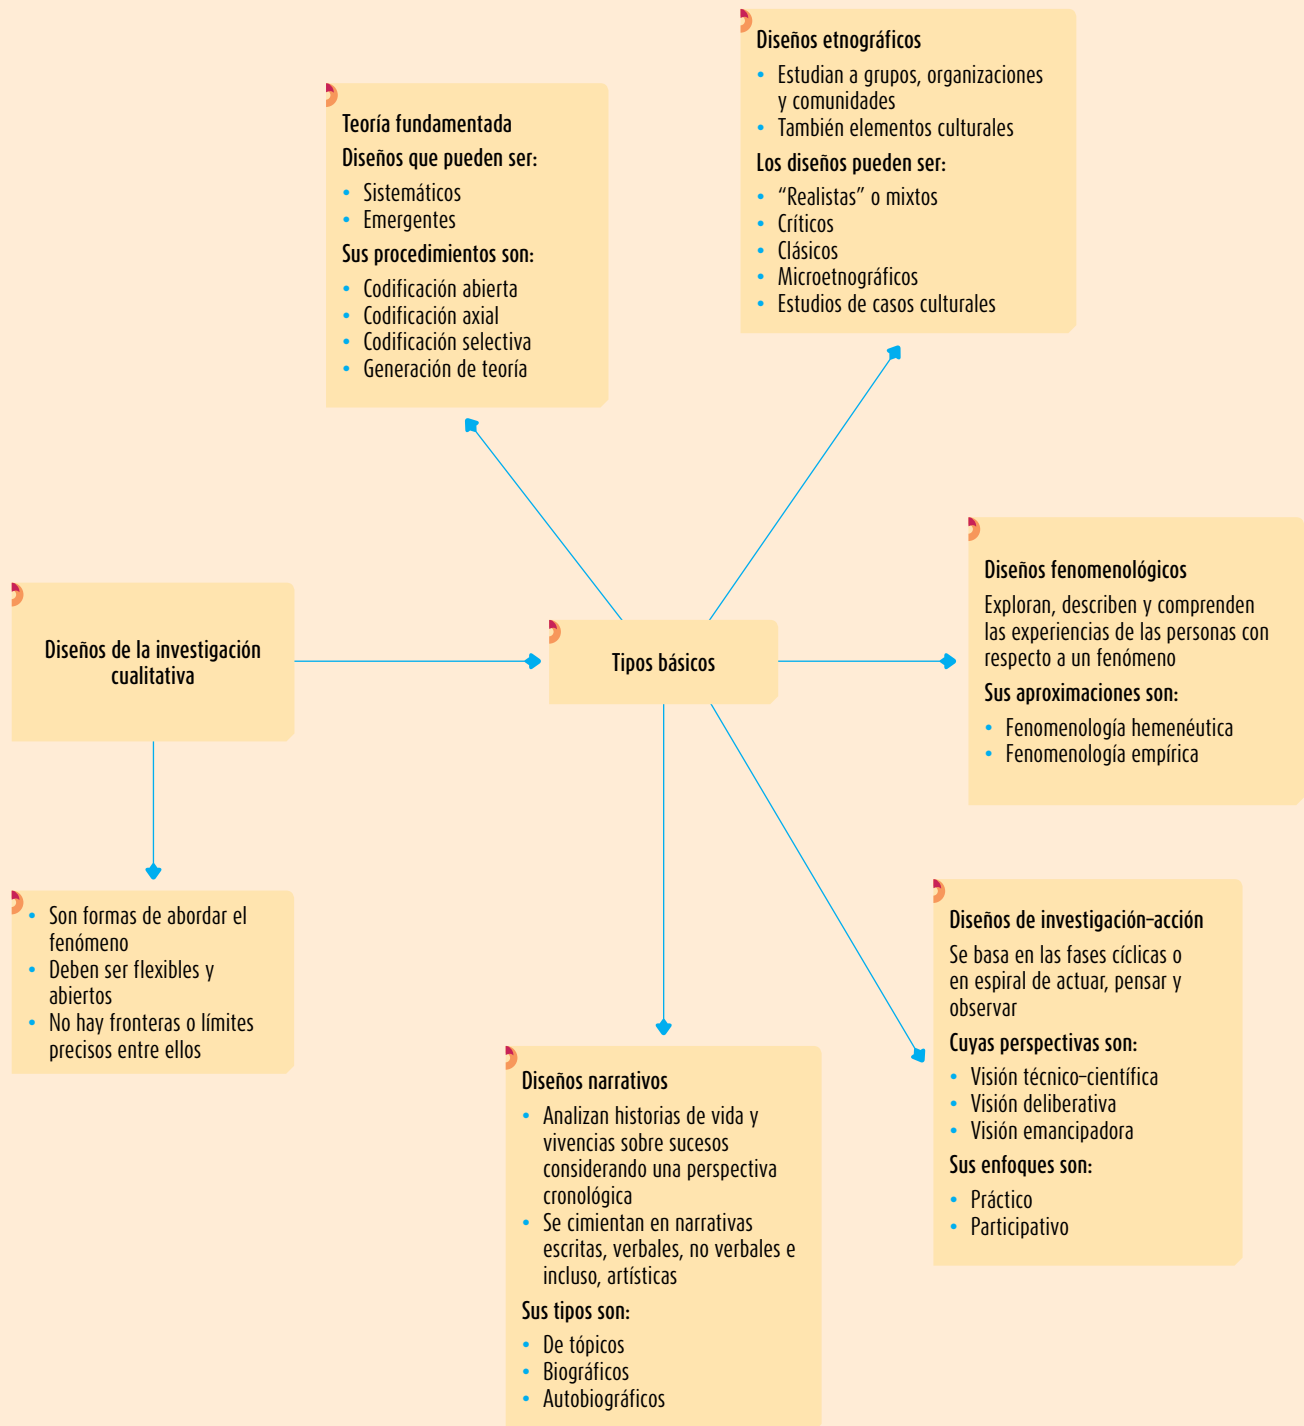 Diseños etnográficos
• Estudian a grupos, organizaciones
y comunidades
• También elementos culturales
Los diseños pueden ser:
• “Realistas” o mixtos
• Críticos
• Clásicos
• Microetnográficos
• Estudios de casos culturales
Teoría fundamentada
Diseños que pueden ser:
• Sistemáticos
• Emergentes
Sus procedimientos son:
• Codificación abierta
• Codificación axial
• Codificación selectiva
• Generación de teoría
Diseños de la investigación
cualitativa
Tipos básicos
Diseños fenomenológicos
Exploran, describen y comprenden
las experiencias de las personas con
respecto a un fenómeno
Sus aproximaciones son:
• Fenomenología hemenéutica
• Fenomenología empírica
• Son formas de abordar el
fenómeno
• Deben ser flexibles y
abiertos
• No hay fronteras o límites
precisos entre ellos
Diseños de investigación-acción
Se basa en las fases cíclicas o
en espiral de actuar, pensar y
observar
Cuyas perspectivas son:
• Visión técnico-científica
• Visión deliberativa
• Visión emancipadora
Sus enfoques son:
• Práctico
• Participativo
Diseños narrativos
• Analizan historias de vida y
vivencias sobre sucesos
considerando una perspectiva
cronológica
• Se cimientan en narrativas
escritas, verbales, no verbales e
incluso, artísticas
Sus tipos son:
• De tópicos
• Biográficos
• Autobiográficos